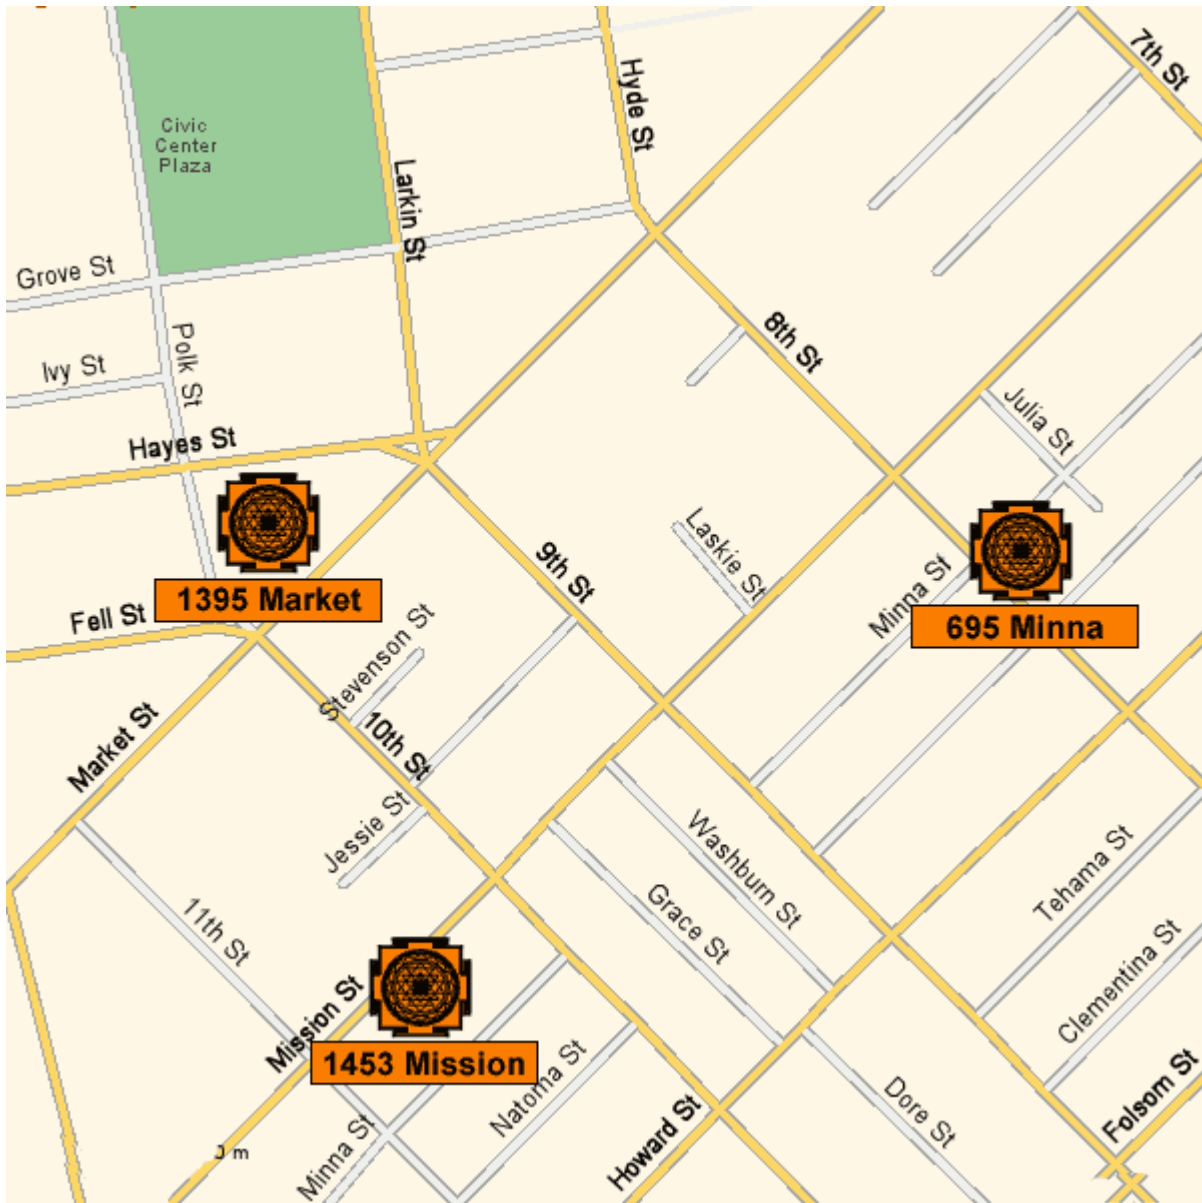 7th St
Hyde St
Civic
Center
Plaza
Larkin St
Grove St
Polk St
8th St
Ivy St
Julia St
Hayes St
Laskie St
9th St
Minna St
1395 Market
Fell St
695 Minna
Stevenson St
Market St
10th St
Jessie St
Washburn St
Tehama St
Grace St
11th St
Clementina St
Mission St
1453 Mission
Natoma St
Dore St
Folsom St
Howard St
Minna St